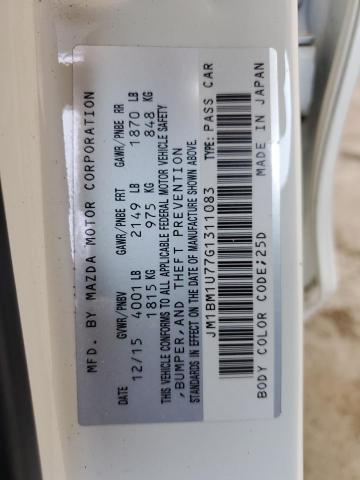 MFD. BY MAZDA MOTOR CORPORATION
DATE GVWR/PNBV GAWR/PNBE FRT GAWR/PNBE RR
12/15 4001 LB 2149 LB 1870 LB
1815 KG 975 KG 848 KG
THIS VEHICLE CONFORMS TO ALL APPLICABLE FEDERAL MOTOR VEHICLE SAFETY
,BUMPER,AND THEFT PREVENTION
STANDARDS IN EFFECT ON THE DATE OF MANUFACTURE SHOWN ABOVE.
JM1BM1U77G1311083 TYPE: PASS CAR
BODY COLOR CODE:25D MADE IN JAPAN